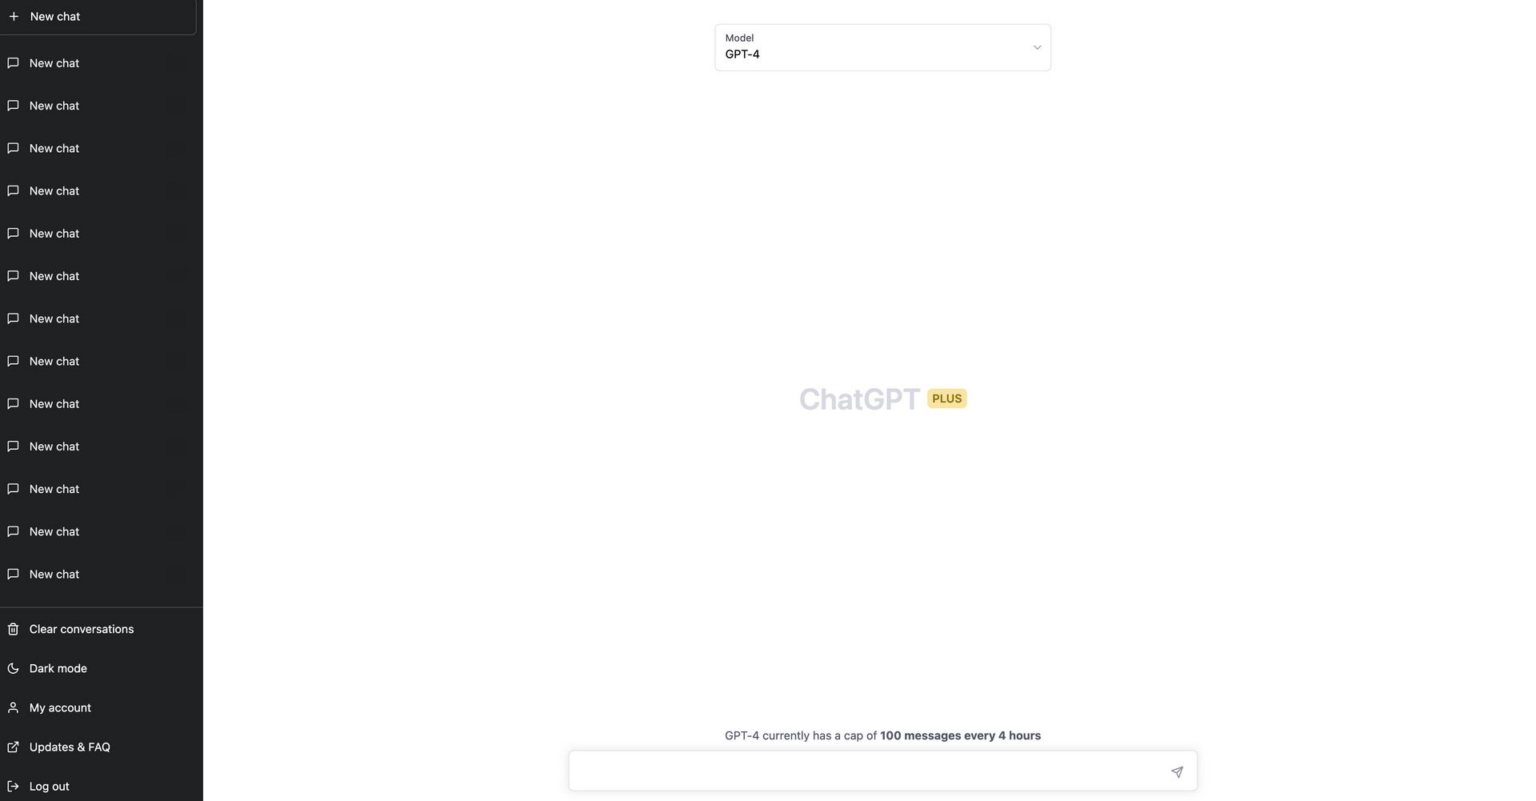 New chat
New chat
New chat
New chat
New chat
New chat
New chat
New chat
New chat
New chat
New chat
New chat
New chat
New chat
Clear conversations
Dark mode
My account
Updates & FAQ
Log out
Model
GPT-4
ChatGPT PLUS
GPT-4 currently has a cap of 100 messages every 4 hours